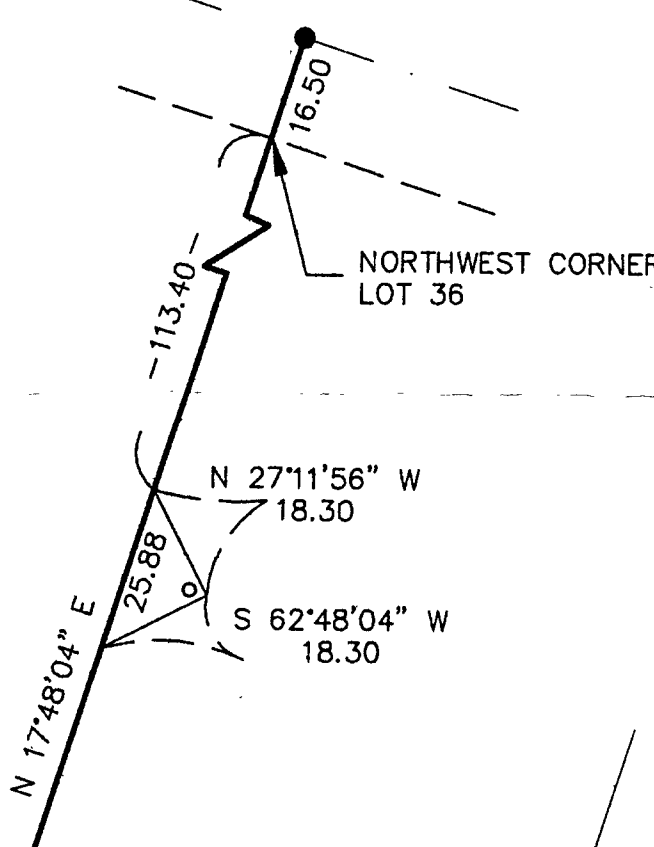 16.50
NORTHWEST CORNER
LOT 36
113.40
N 27°11'56" W
18.30
25.88
S 62°48'04" W
18.30
N 17°48'04" E